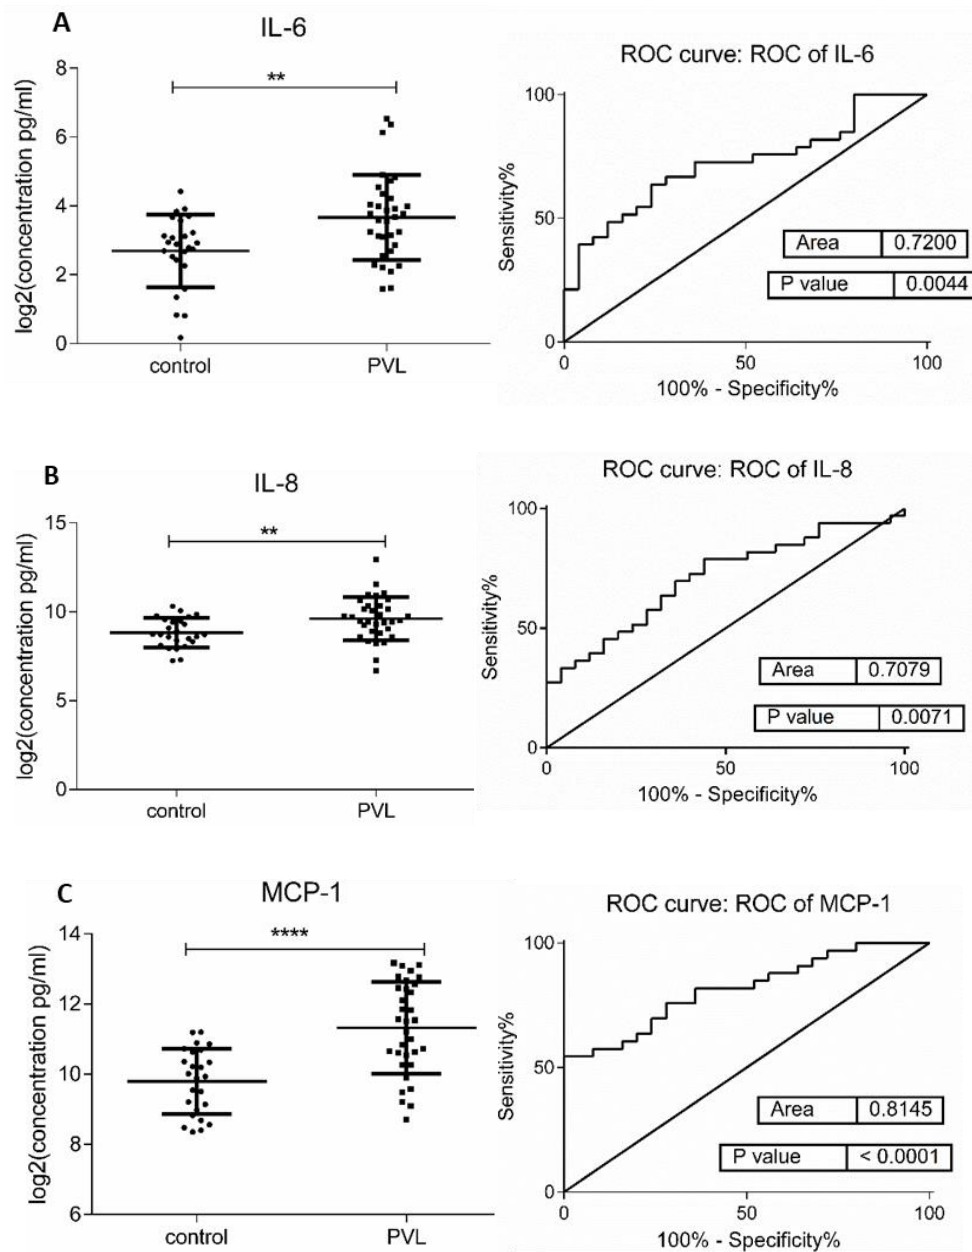 A
IL-6
log2(concentration pg/ml)
8
6
4
2
0
**
control
PVL
ROC curve: ROC of IL-6
Sensitivity%
100
50
0
0
50
100
100% - Specificity%
Area 0.7200
P value 0.0044
B
IL-8
log2(concentration pg/ml)
15
10
5
0
**
control
PVL
ROC curve: ROC of IL-8
Sensitivity%
100
50
0
0
50
100
100% - Specificity%
Area 0.7079
P value 0.0071
C
MCP-1
log2(concentration pg/ml)
14
12
10
8
6
****
control
PVL
ROC curve: ROC of MCP-1
Sensitivity%
100
50
0
0
50
100
100% - Specificity%
Area 0.8145
P value < 0.0001